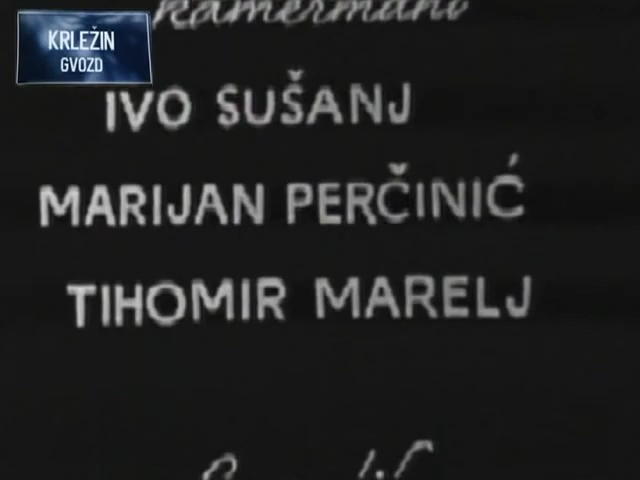 KRLEŽIN
GVOZD
kamermani
IVO SUŠANJ
MARIJAN PERČINIĆ
TIHOMIR MARELJ